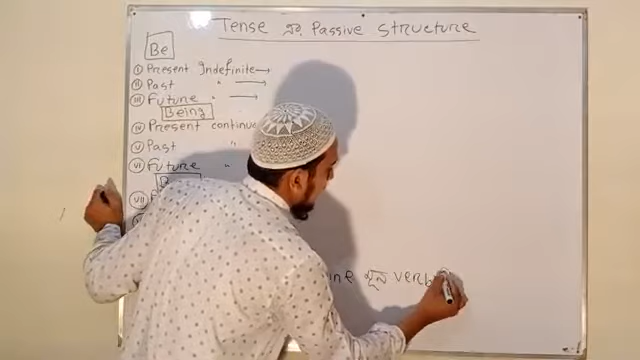 Tense এর Passive Structure
Be
i Present Indefinite →
ii Past " →
iii Future " →
Being
iv Present continu
v Past "
vi Future "
B
vii
ine মূল verb